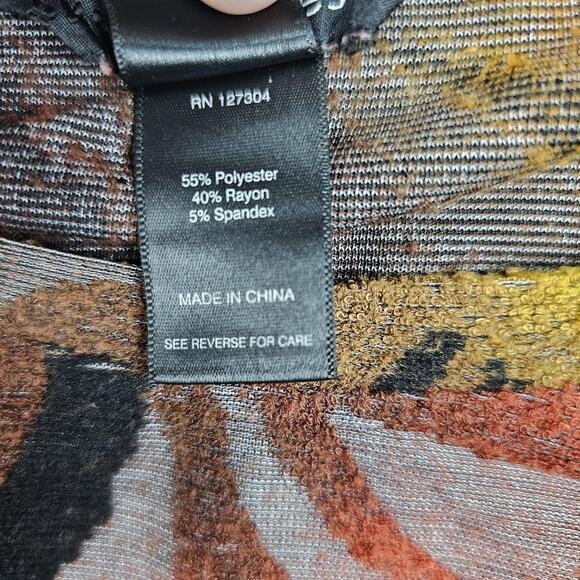 RN 127304
55% Polyester
40% Rayon
5% Spandex
MADE IN CHINA
SEE REVERSE FOR CARE